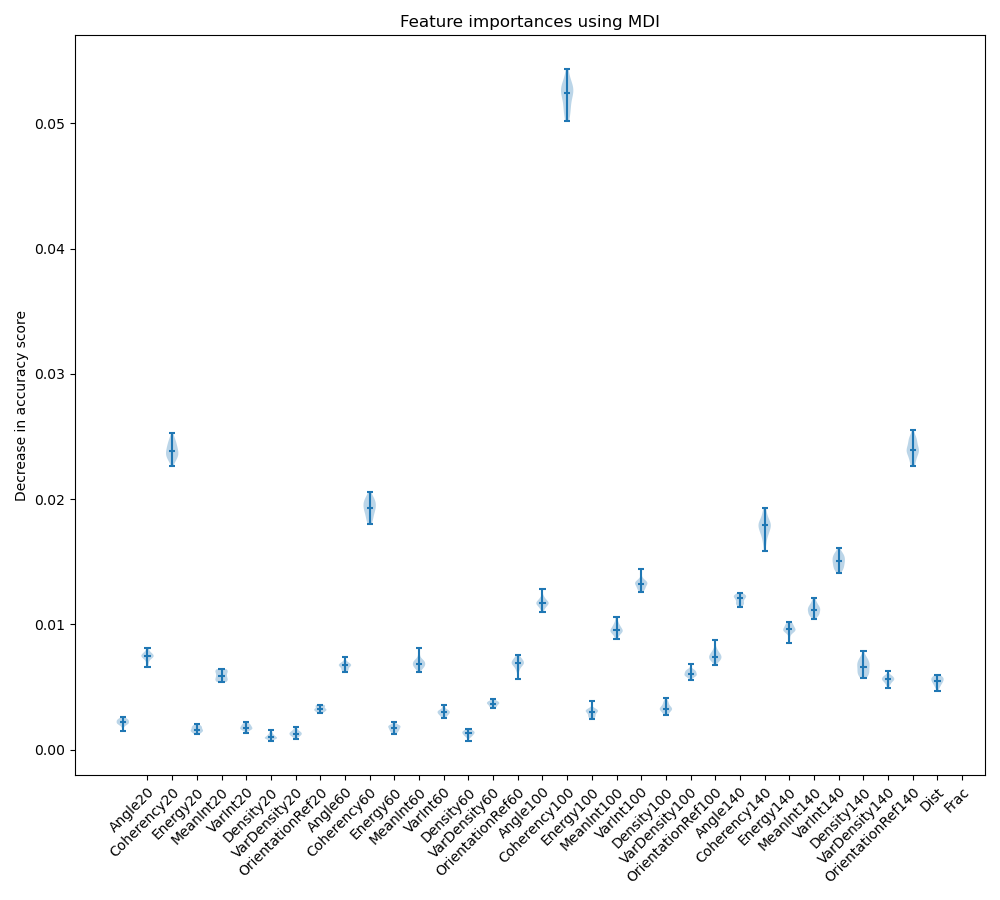 Feature importances using MDI
Decrease in accuracy score
0.05
0.04
0.03
0.02
0.01
0.00
Angle20
Coherency20
Energy20
MeanInt20
VarInt20
Density20
VarDensity20
OrientationRef20
Angle60
Coherency60
Energy60
MeanInt60
VarInt60
Density60
VarDensity60
OrientationRef60
Angle100
Coherency100
Energy100
MeanInt100
VarInt100
Density100
VarDensity100
OrientationRef100
Angle140
Coherency140
Energy140
MeanInt140
VarInt140
Density140
VarDensity140
OrientationRef140
Dist
Frac